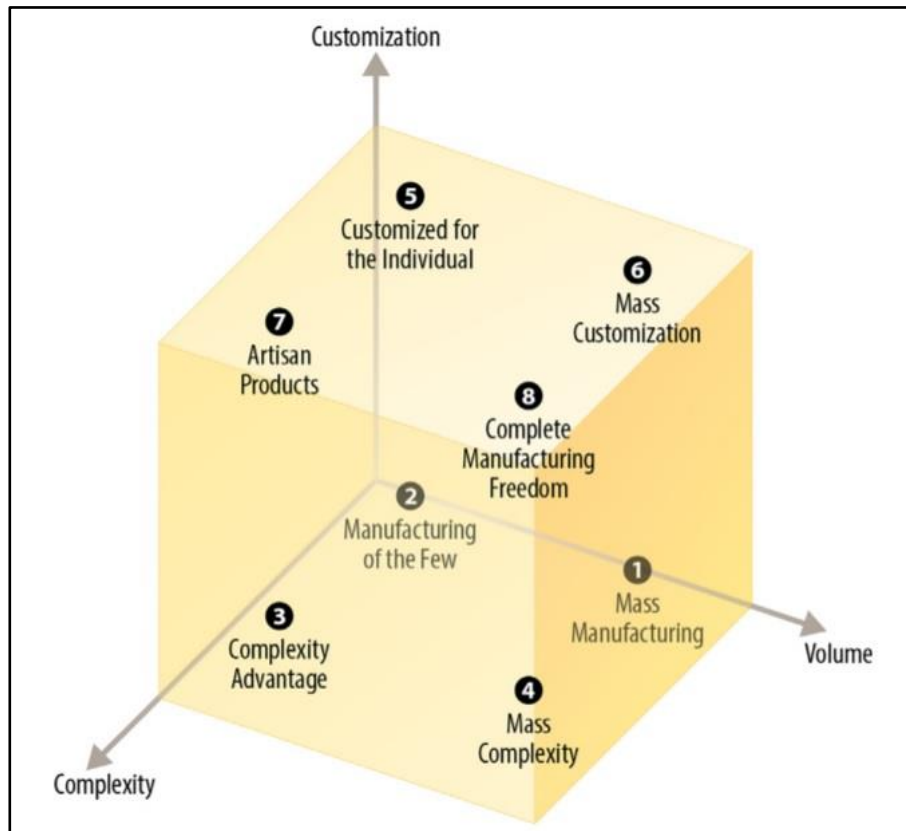 Customization
5
Customized for
the Individual
6
Mass
Customization
7
Artisan
Products
8
Complete
Manufacturing
Freedom
2
Manufacturing
of the Few
1
Mass
Manufacturing
3
Complexity
Advantage
Volume
4
Mass
Complexity
Complexity